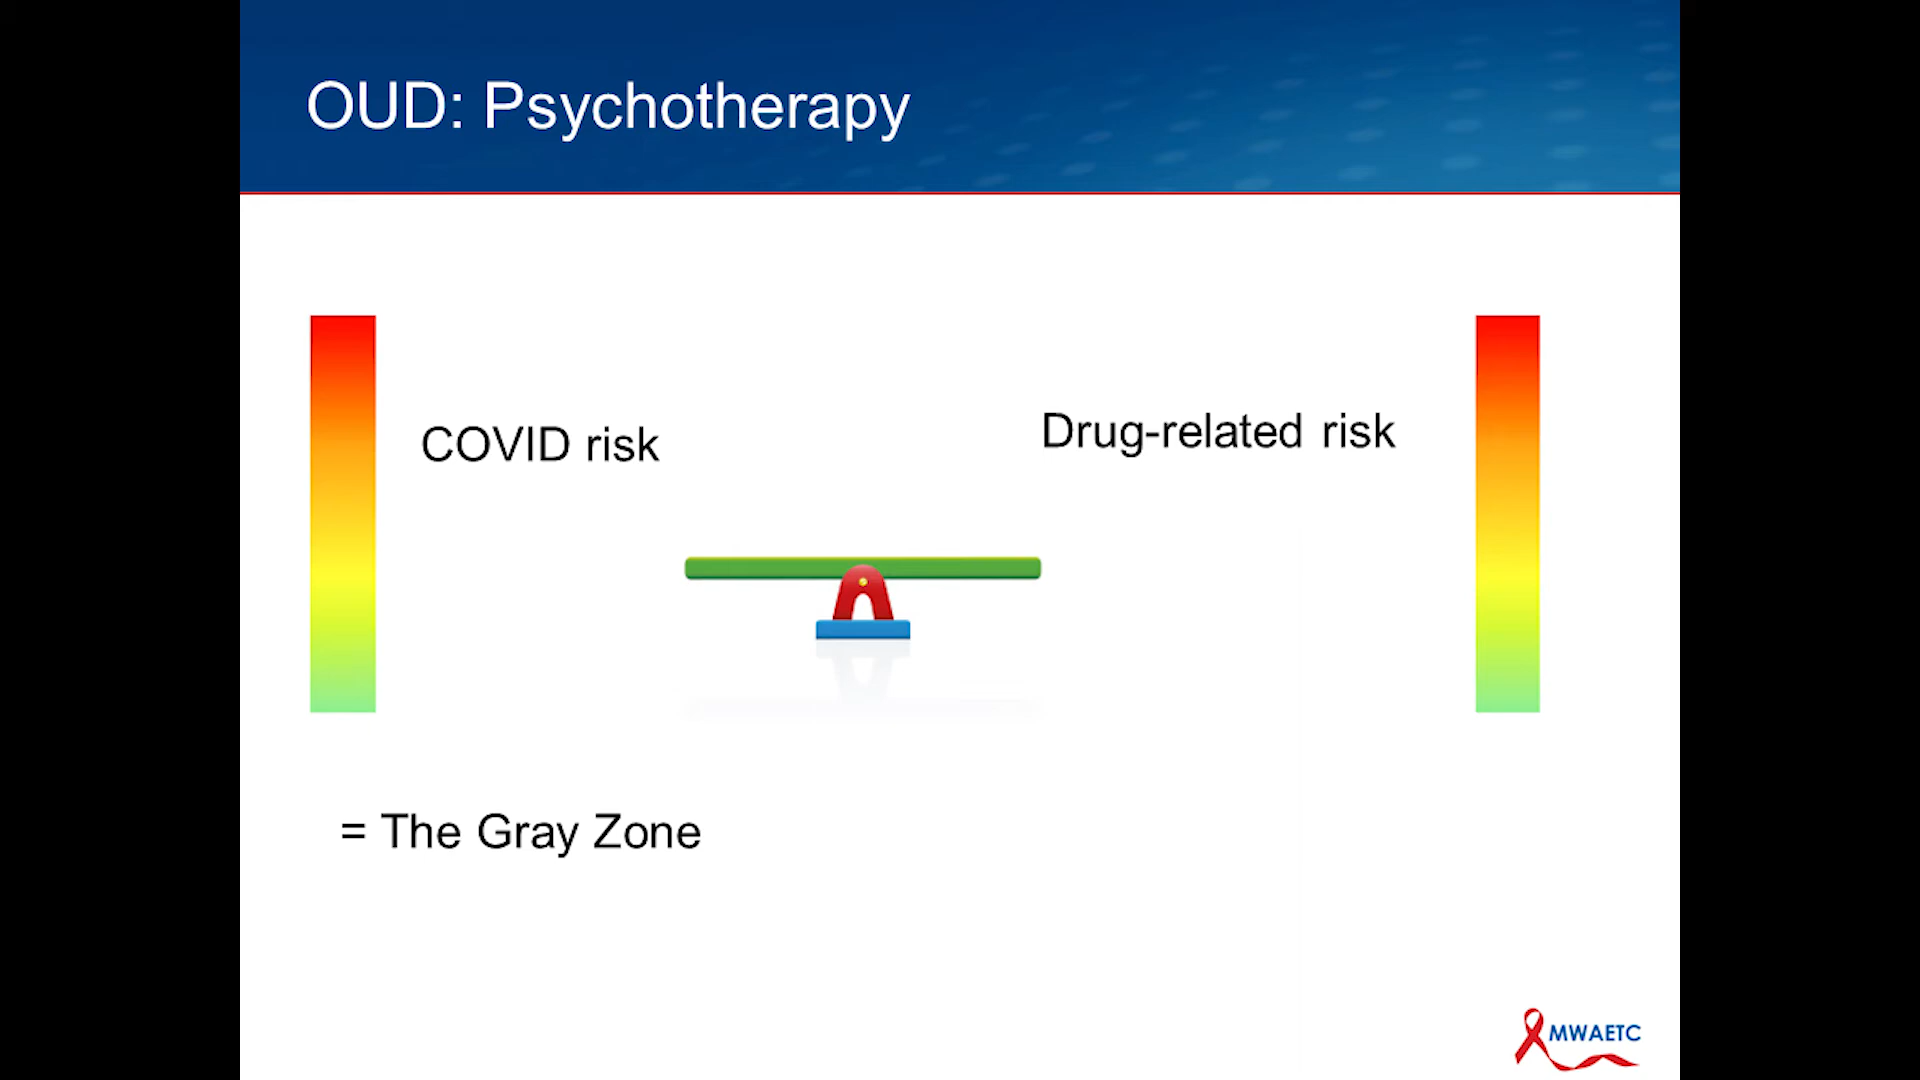 OUD: Psychotherapy
COVID risk
Drug-related risk
= The Gray Zone
MWAETC